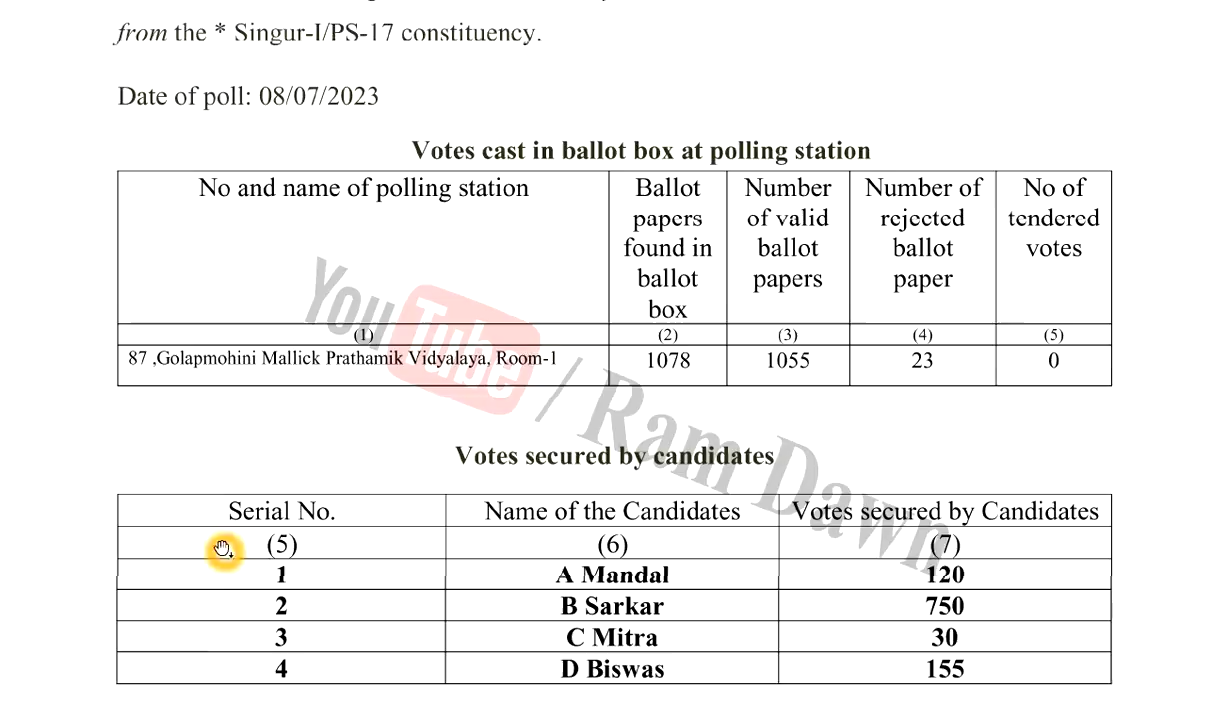 from the * Singur-I/PS-17 constituency.
Date of poll: 08/07/2023
Votes cast in ballot box at polling station
No and name of polling station
Ballot papers found in ballot box
Number of valid ballot papers
Number of rejected ballot paper
No of tendered votes
(1) (2) (3) (4) (5)
87 ,Golapmohini Mallick Prathamik Vidyalaya, Room-1 1078 1055 23 0
YouTube / Ram Dawn
Votes secured by candidates
Serial No. Name of the Candidates Votes secured by Candidates
(5) (6) (7)
1 A Mandal 120
2 B Sarkar 750
3 C Mitra 30
4 D Biswas 155